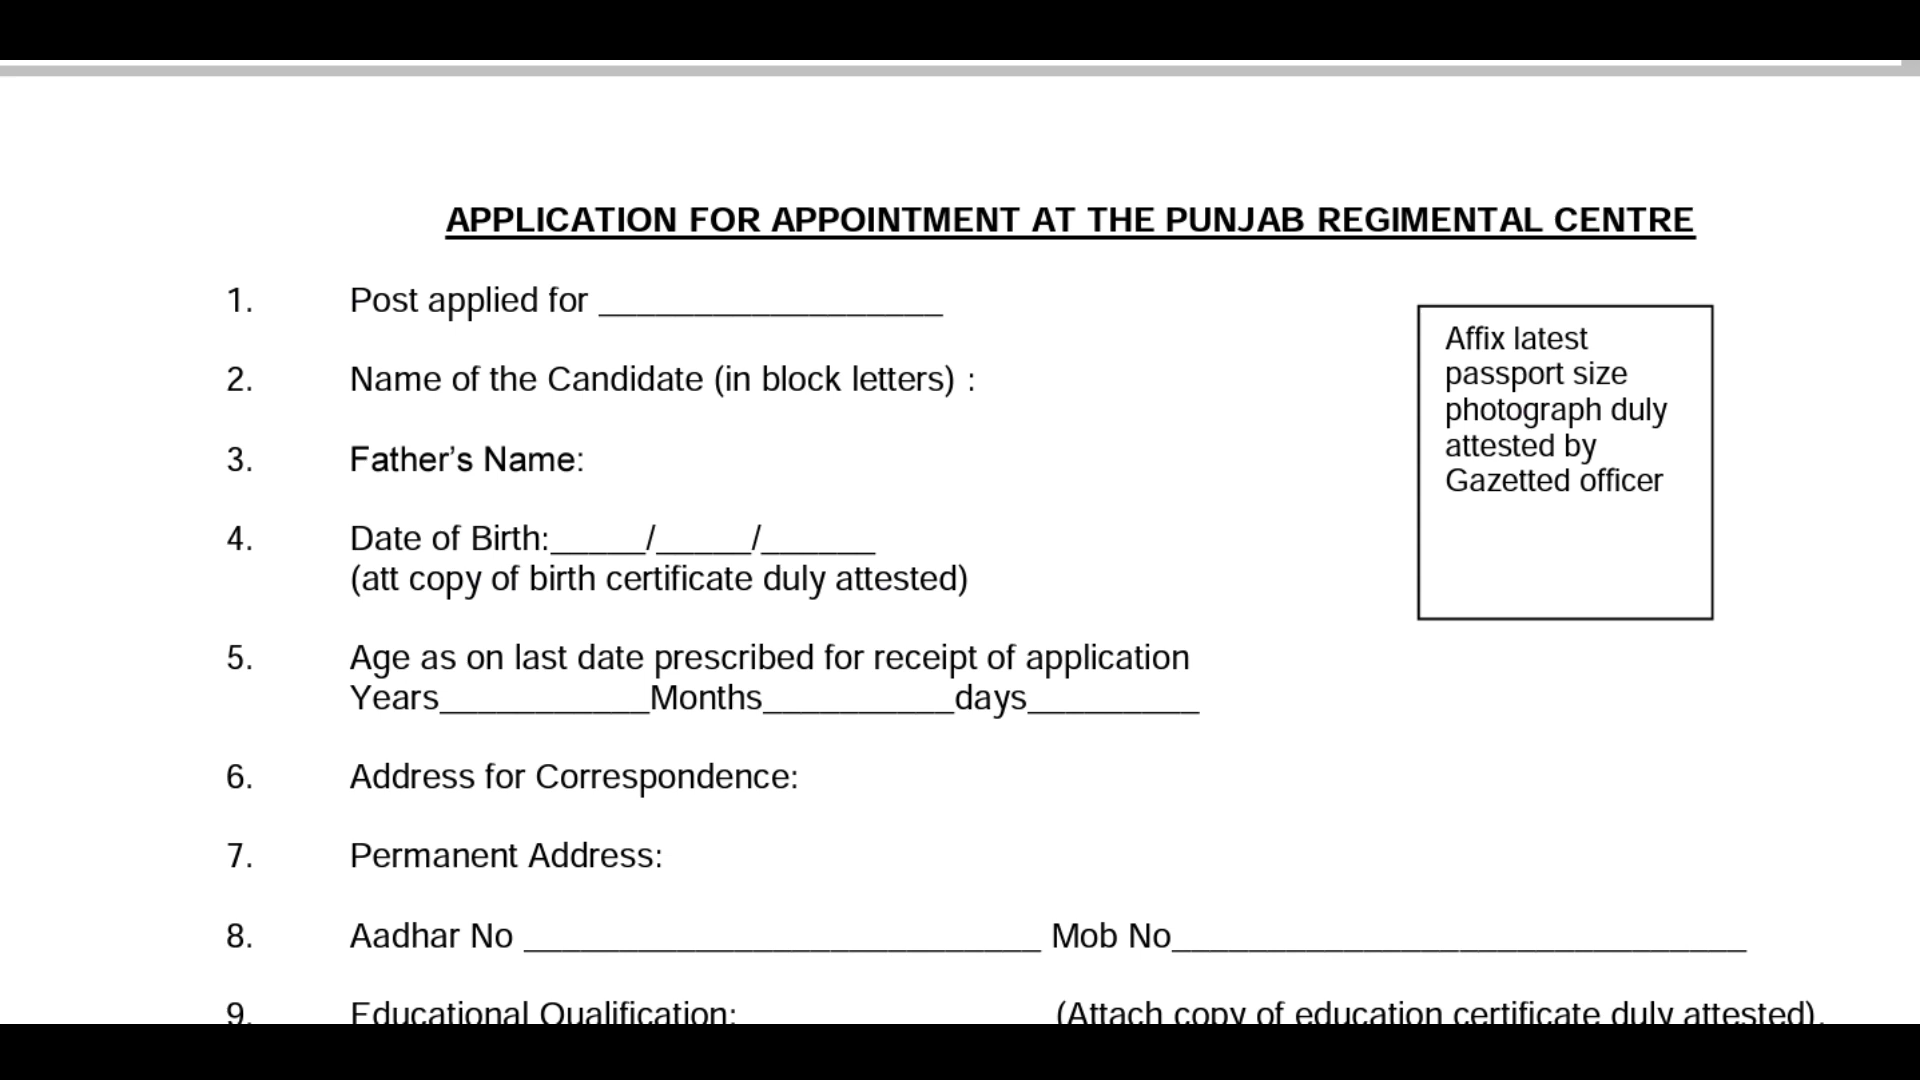 APPLICATION FOR APPOINTMENT AT THE PUNJAB REGIMENTAL CENTRE
1. Post applied for __________________
Affix latest
passport size
photograph duly
attested by
Gazetted officer
2. Name of the Candidate (in block letters) :
3. Father’s Name:
4. Date of Birth:_____/_____/______
(att copy of birth certificate duly attested)
5. Age as on last date prescribed for receipt of application
Years___________Months__________days_________
6. Address for Correspondence:
7. Permanent Address:
8. Aadhar No ___________________________ Mob No______________________________
9. Educational Qualification: (Attach copy of education certificate duly attested).